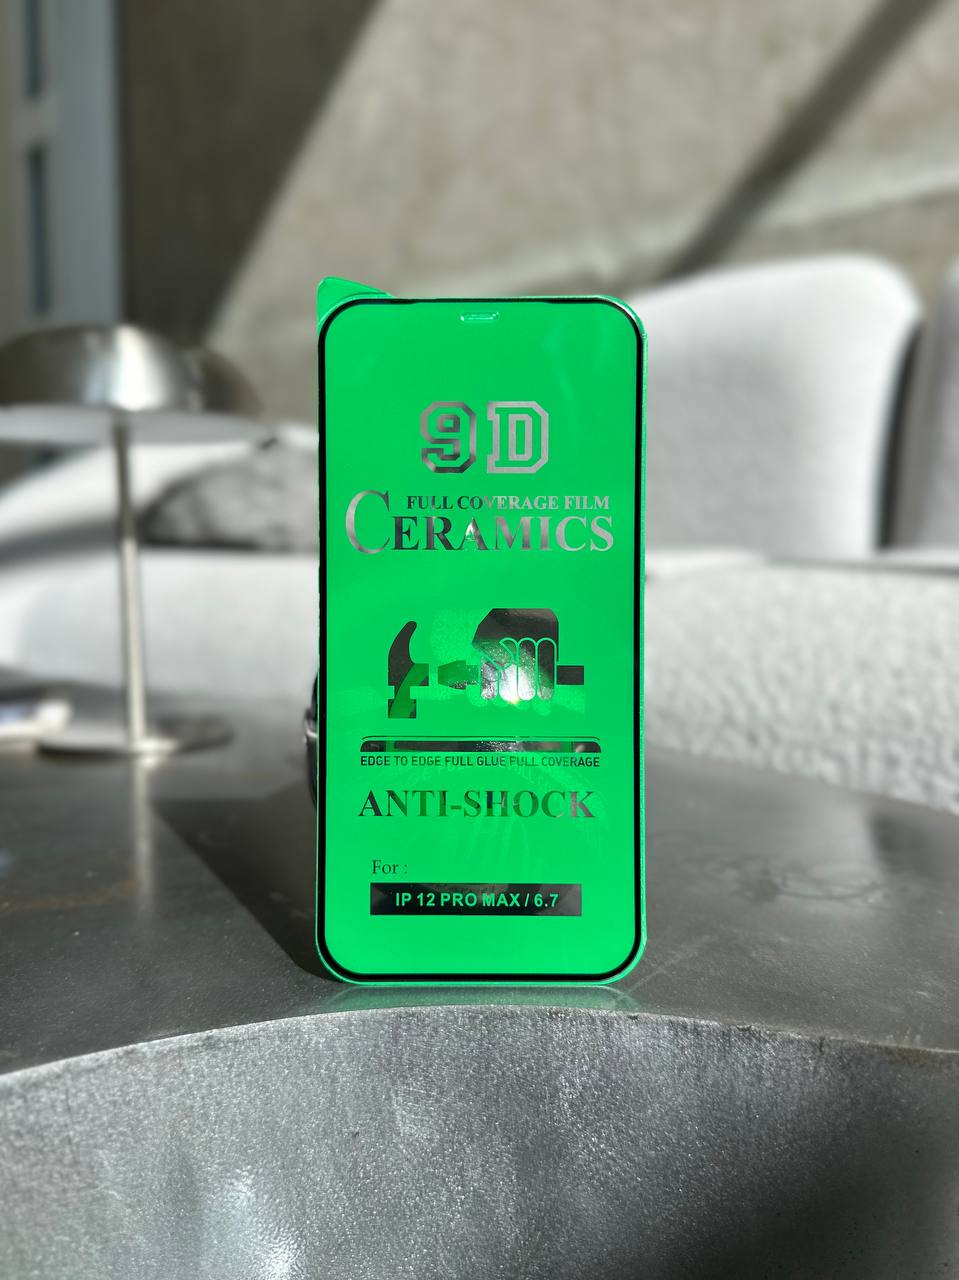 9D
FULL COVERAGE FILM
CERAMICS
EDGE TO EDGE FULL GLUE FULL COVERAGE
ANTI-SHOCK
For :
IP 12 PRO MAX / 6.7